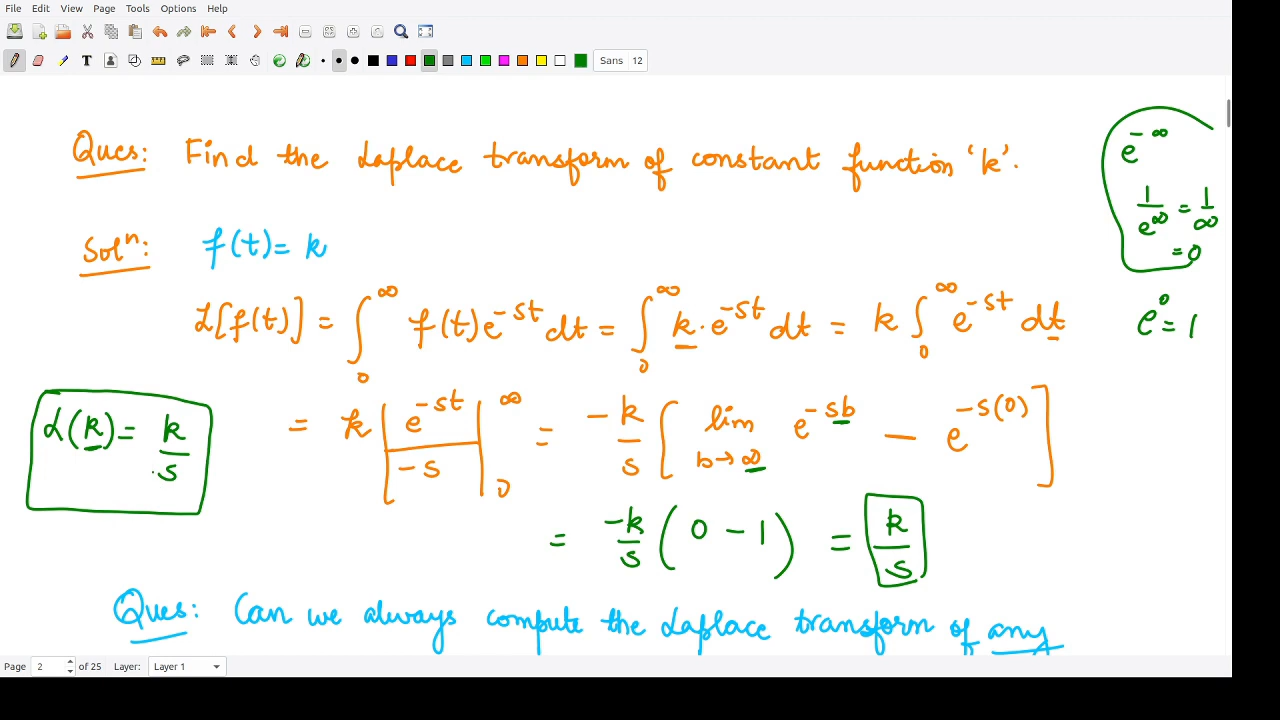 File Edit View Page Tools Options Help
Sans 12
Ques: Find the Laplace transform of constant function 'k'.
e^{-∞}
1/e^∞ = 1/∞
= 0
e^0 = 1
Solⁿ: f(t) = k
L[f(t)] = ∫_0^∞ f(t) e^{-st} dt = ∫_0^∞ k · e^{-st} dt = k ∫_0^∞ e^{-st} dt
= k | e^{-st} / -s |_0^∞ = -k/s [ lim_{b→∞} e^{-sb} - e^{-s(0)} ]
L(k) = k/s
= -k/s ( 0 - 1 ) = k/s
Ques: Can we always compute the Laplace transform of any
Page 2 of 25 Layer: Layer 1